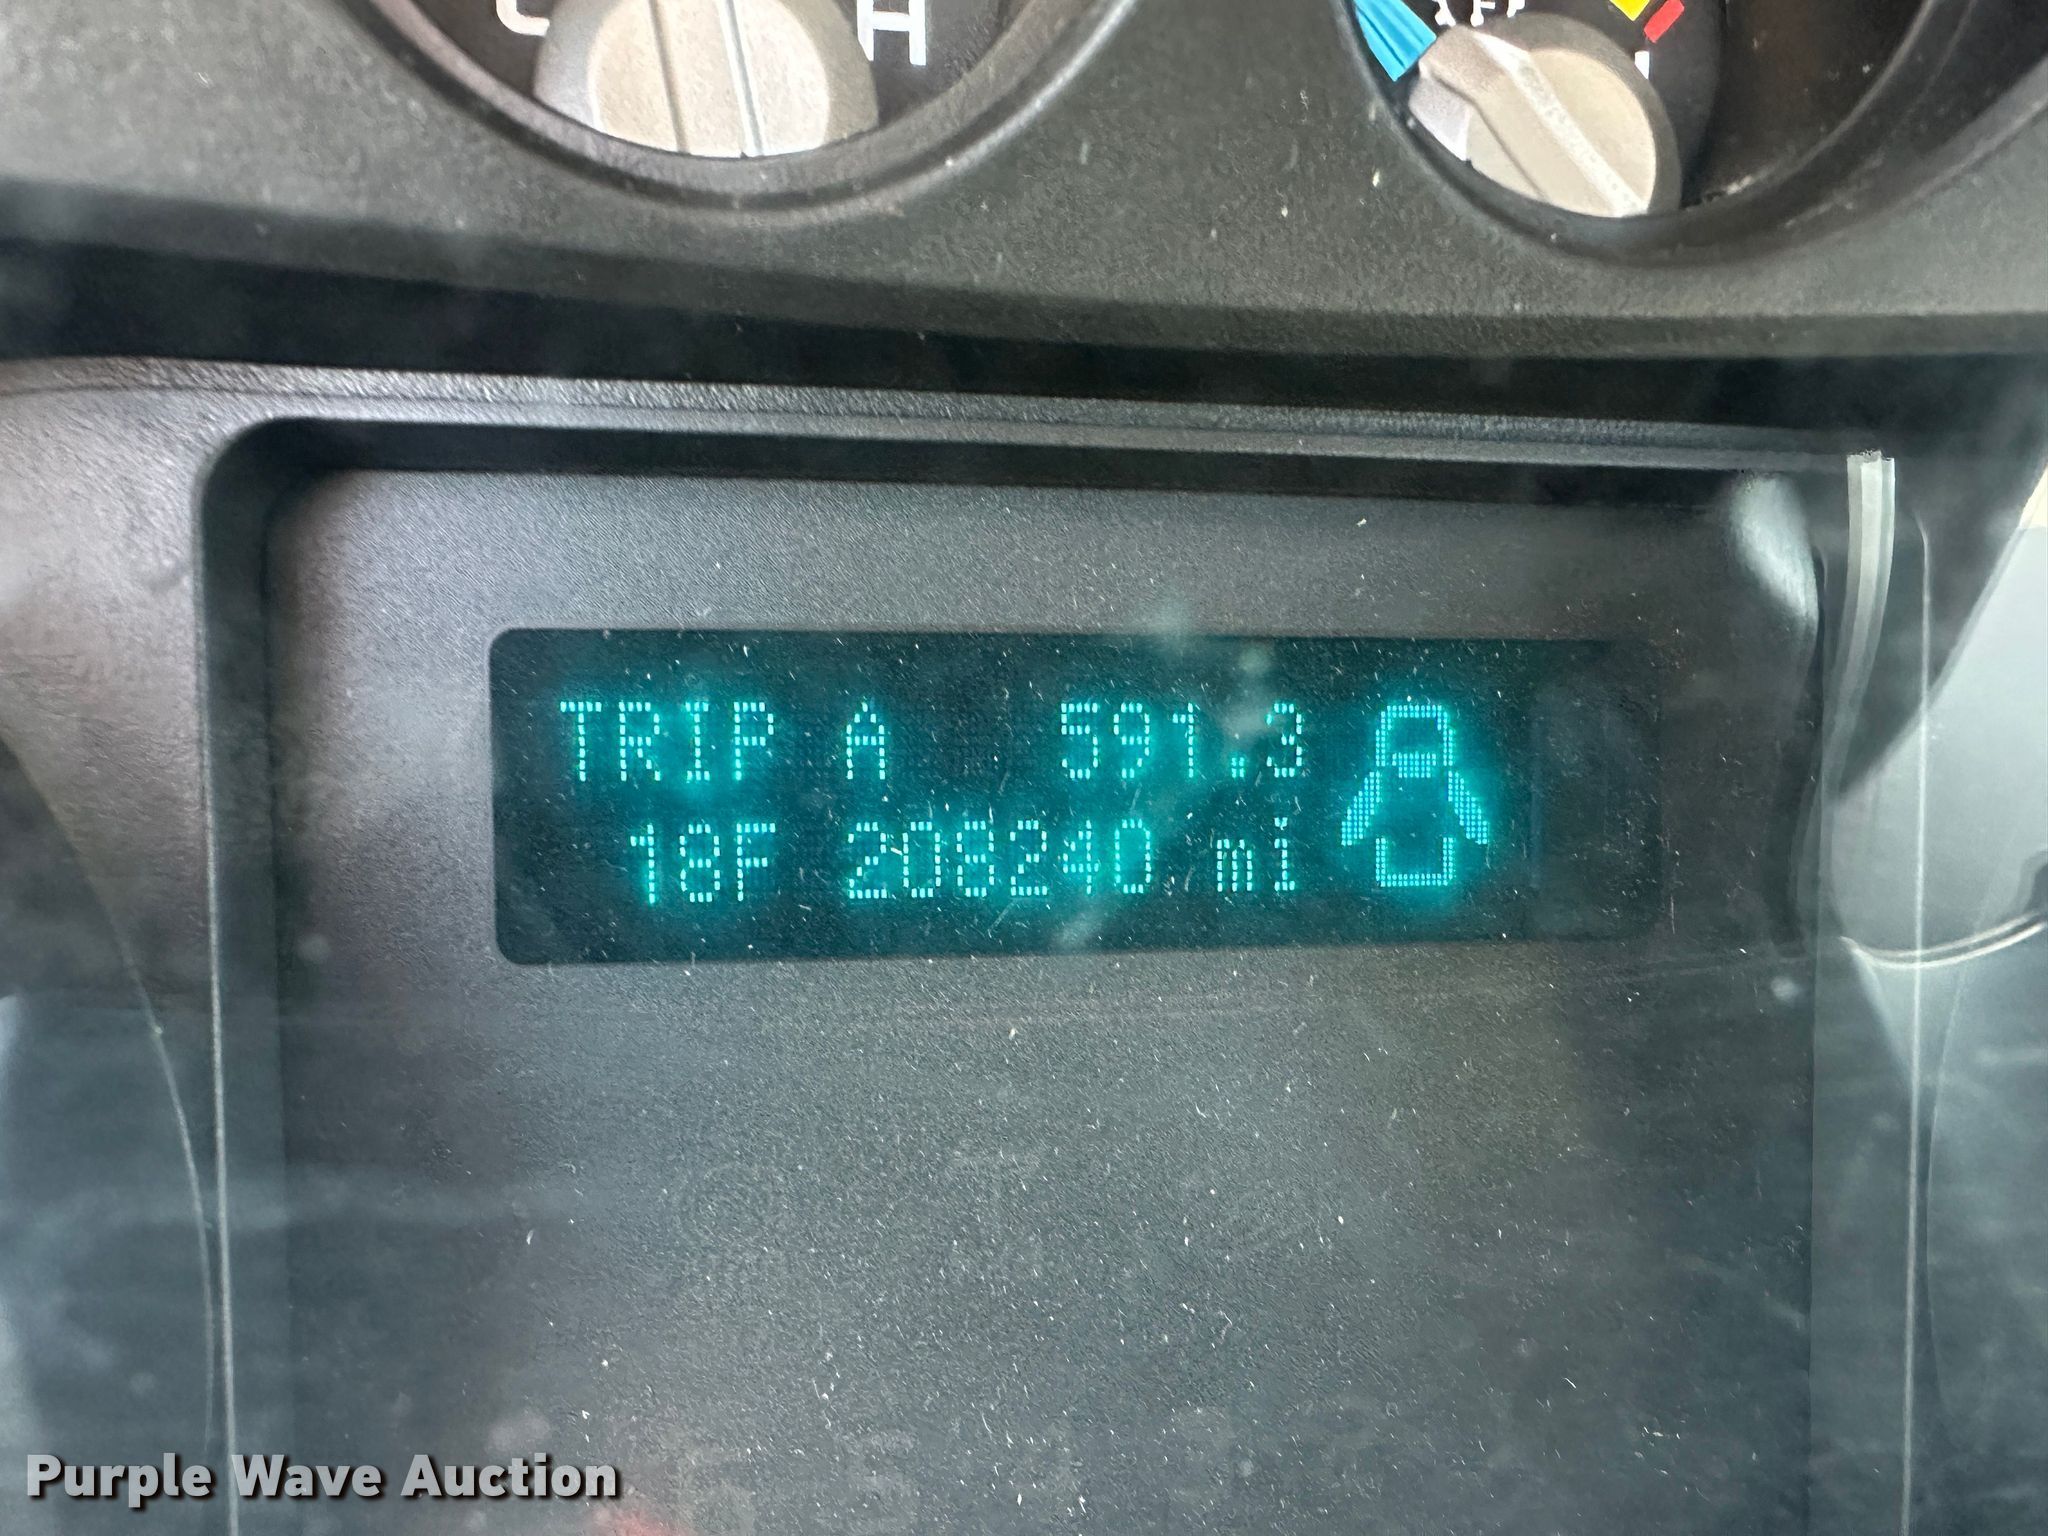 C H
TRIP A 591.3
18F 208240 mi
Purple Wave Auction